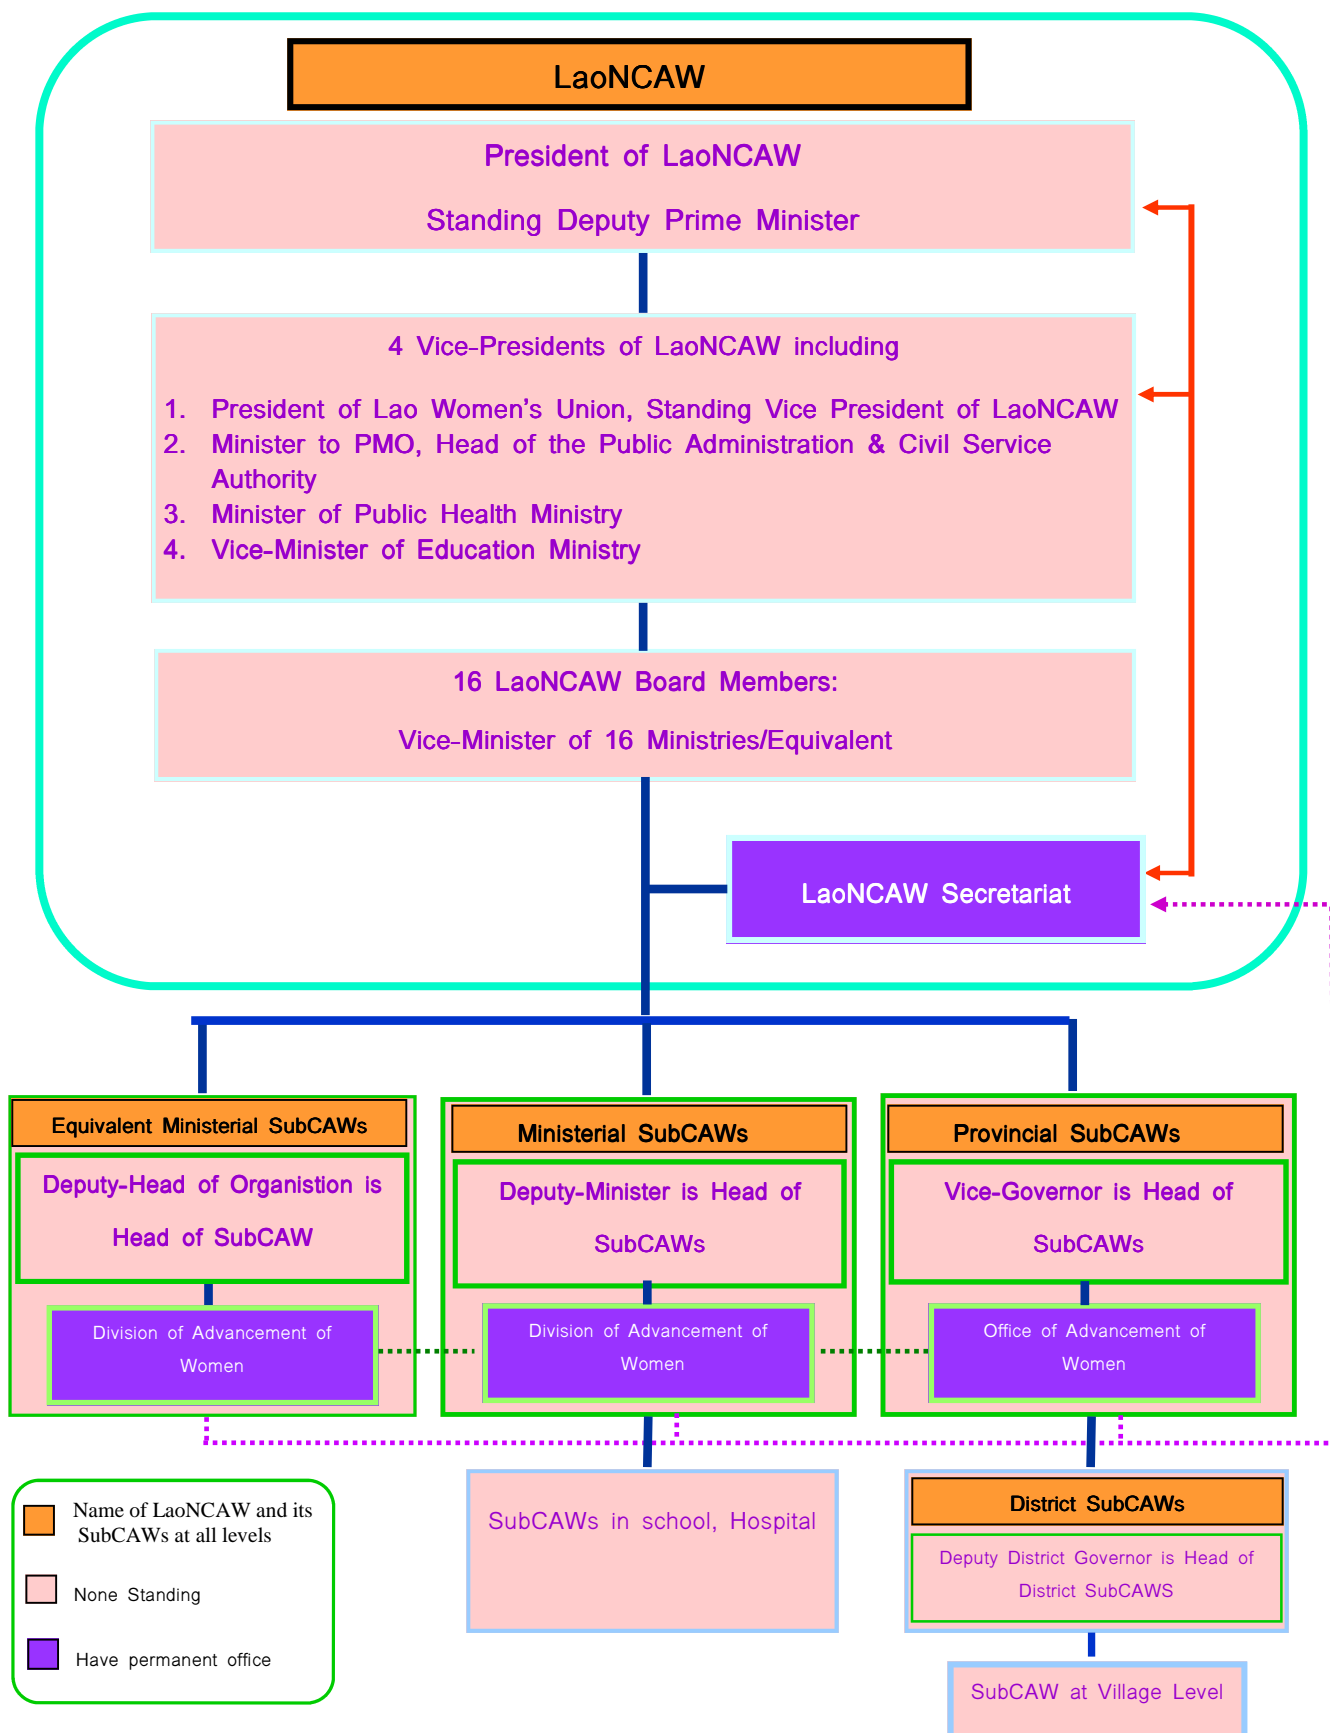 LaoNCAW
President of LaoNCAW
Standing Deputy Prime Minister
4 Vice-Presidents of LaoNCAW including
1. President of Lao Women's Union, Standing Vice President of LaoNCAW
2. Minister to PMO, Head of the Public Administration & Civil Service
Authority
3. Minister of Public Health Ministry
4. Vice-Minister of Education Ministry
16 LaoNCAW Board Members:
Vice-Minister of 16 Ministries/Equivalent
LaoNCAW Secretariat
Equivalent Ministerial SubCAWs
Deputy-Head of Organistion is
Head of SubCAW
Division of Advancement of
Women
Ministerial SubCAWs
Deputy-Minister is Head of
SubCAWs
Division of Advancement of
Women
Provincial SubCAWs
Vice-Governor is Head of
SubCAWs
Office of Advancement of
Women
SubCAWs in school, Hospital
District SubCAWs
Deputy District Governor is Head of
District SubCAWS
SubCAW at Village Level
Name of LaoNCAW and its
SubCAWs at all levels
None Standing
Have permanent office